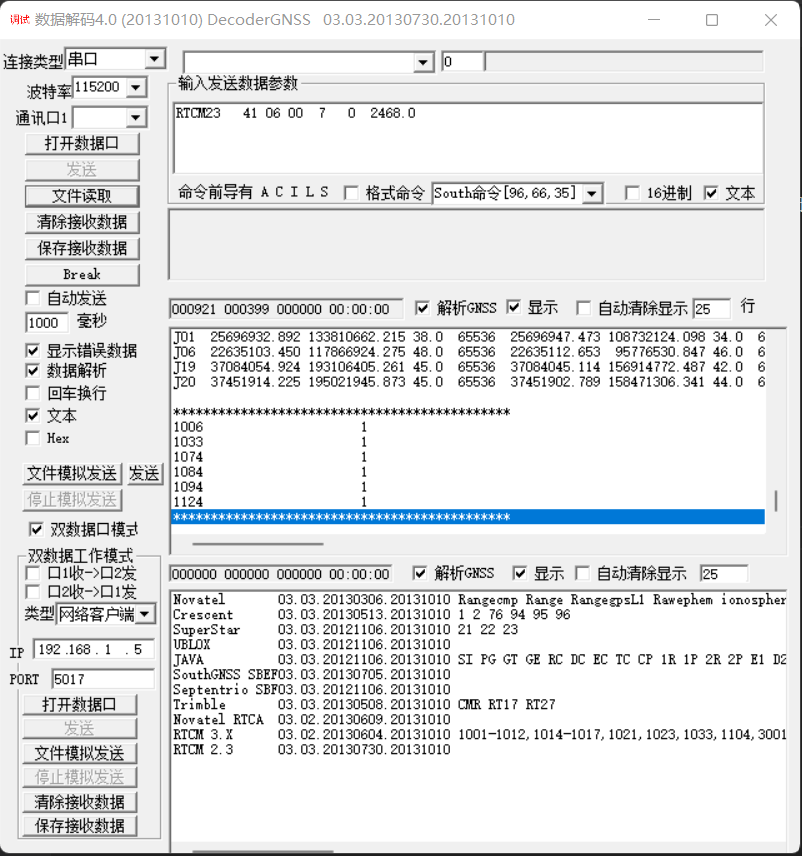 调试 数据解码4.0 (20131010) DecoderGNSS 03.03.20130730.20131010
连接类型 串口
波特率 115200
通讯口1
打开数据口
发送
文件读取
清除接收数据
保存接收数据
Break
自动发送
1000 毫秒
显示错误数据
数据解析
回车换行
文本
Hex
文件模拟发送 发送
停止模拟发送
双数据口模式
双数据工作模式
口1收->口2发
口2收->口1发
类型 网络客户端
IP 192.168.1.5
PORT 5017
打开数据口
发送
文件模拟发送
停止模拟发送
清除接收数据
保存接收数据
0
输入发送数据参数
RTCM23 41 06 00 7 0 2468.0
命令前导有 A C I L S 格式命令 South命令[96,66,35] 16进制 文本
000921 000399 000000 00:00:00 解析GNSS 显示 自动清除显示 25 行
J01 25696932.892 133810662.215 38.0 65536 25696947.473 108732124.098 34.0 6
J06 22635103.450 117866924.275 48.0 65536 22635112.653 95776530.847 46.0 6
J19 37084054.924 193106405.261 45.0 65536 37084045.114 156914772.487 42.0 6
J20 37451914.225 195021945.873 45.0 65536 37451902.789 158471306.341 44.0 6
*********************************************
1006 1
1033 1
1074 1
1084 1
1094 1
1124 1
*********************************************
000000 000000 000000 00:00:00 解析GNSS 显示 自动清除显示 25
Novatel 03.03.20130306.20131010 Rangecmp Range RangegpsL1 Rawephem ionospher
Crescent 03.03.20130513.20131010 1 2 76 94 95 96
SuperStar 03.03.20121106.20131010 21 22 23
UBLOX 03.03.20121106.20131010
JAVA 03.03.20121106.20131010 SI PG GT GE RC DC EC TC CP 1R 1P 2R 2P E1 D2
SouthGNSS SBEF03.03.20130705.20131010
Septentrio SBF03.03.20121106.20131010
Trimble 03.03.20130508.20131010 CMR RT17 RT27
Novatel RTCA 03.02.20130609.20131010
RTCM 3.X 03.02.20130604.20131010 1001-1012,1014-1017,1021,1023,1033,1104,3001
RTCM 2.3 03.03.20130730.20131010